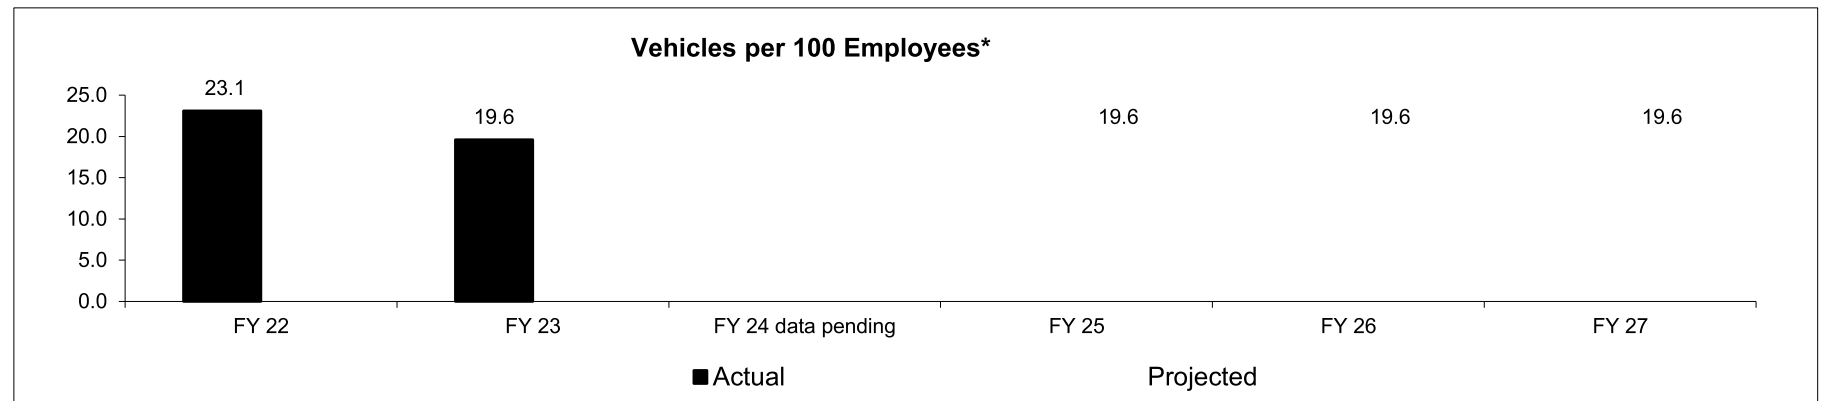 Vehicles per 100 Employees*
25.0
20.0
15.0
10.0
5.0
0.0
23.1
19.6
19.6
19.6
19.6
FY 22
FY 23
FY 24 data pending
FY 25
FY 26
FY 27
Actual
Projected